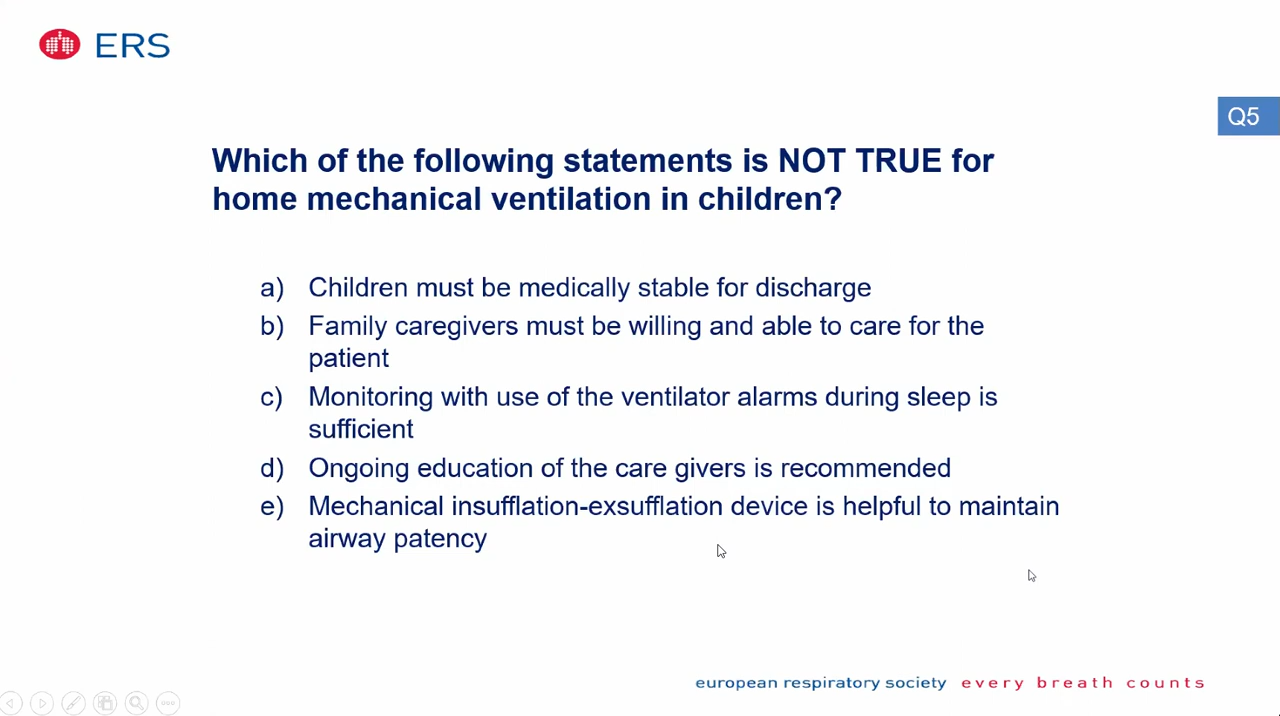 ERS
Q5
Which of the following statements is NOT TRUE for
home mechanical ventilation in children?
a) Children must be medically stable for discharge
b) Family caregivers must be willing and able to care for the
patient
c) Monitoring with use of the ventilator alarms during sleep is
sufficient
d) Ongoing education of the care givers is recommended
e) Mechanical insufflation-exsufflation device is helpful to maintain
airway patency
european respiratory society every breath counts